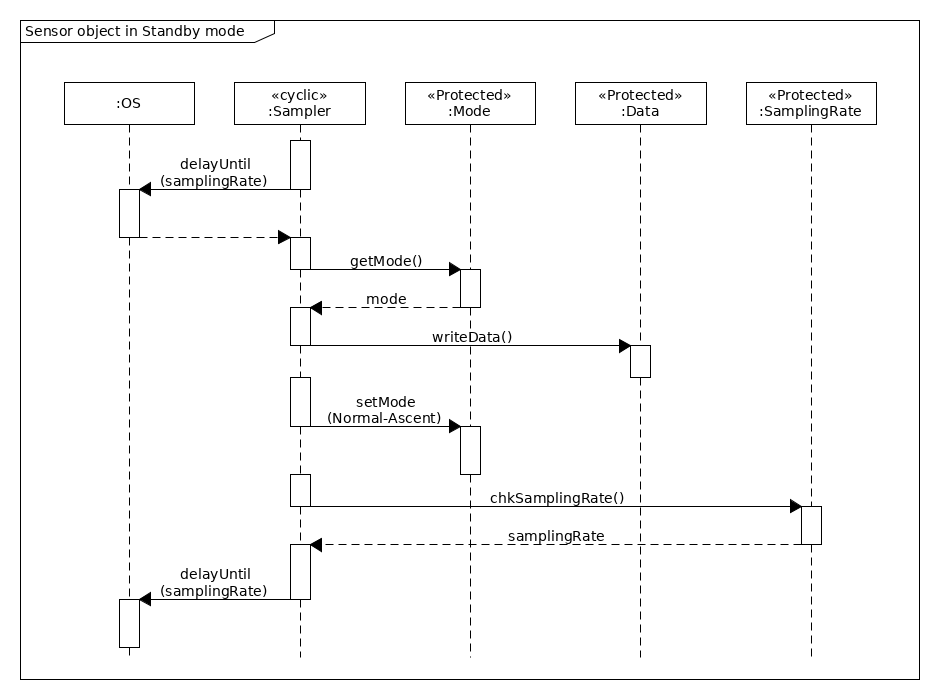 Sensor object in Standby mode
:OS
«cyclic»
:Sampler
«Protected»
:Mode
«Protected»
:Data
«Protected»
:SamplingRate
delayUntil
(samplingRate)
getMode()
mode
writeData()
setMode
(Normal-Ascent)
chkSamplingRate()
samplingRate
delayUntil
(samplingRate)